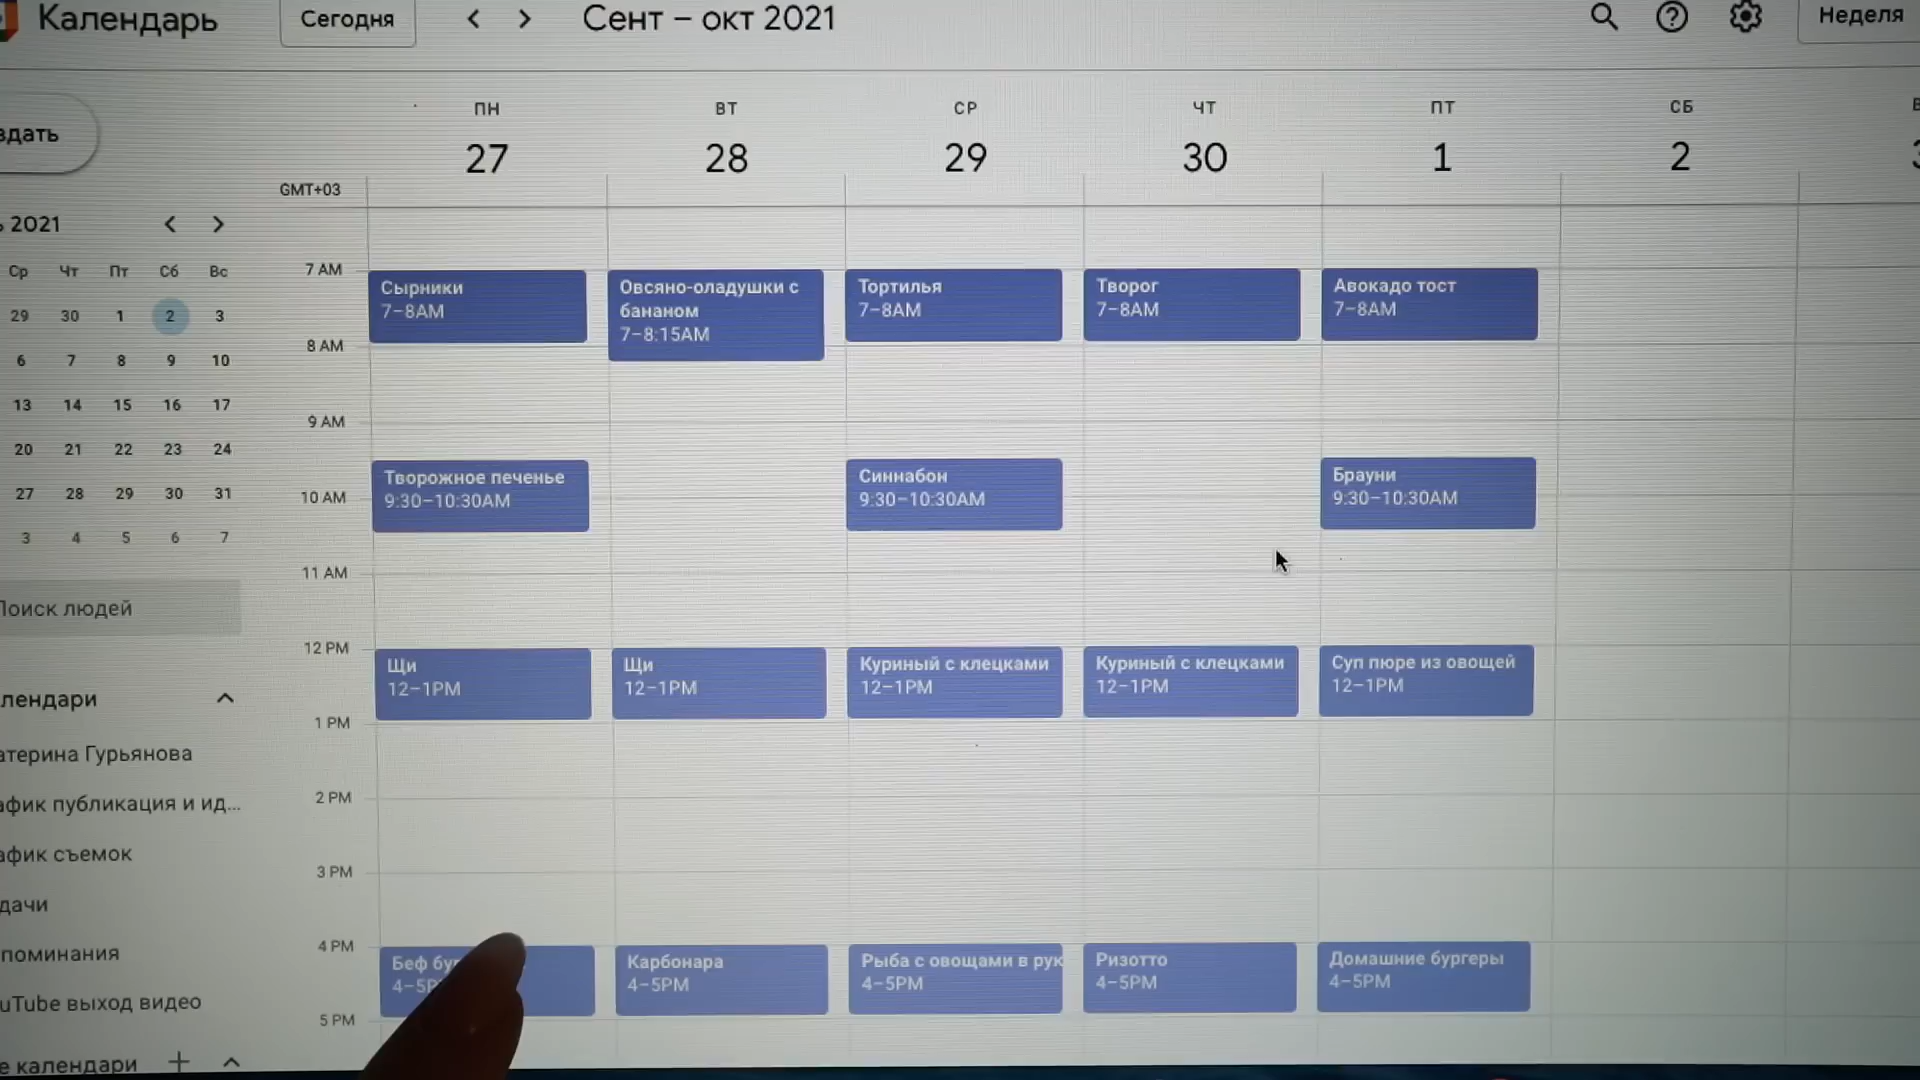 Календарь
Сегодня
Сент – окт 2021
Неделя
ПН ВТ СР ЧТ ПТ СБ
27 28 29 30 1 2
GMT+03
2021
Ср Чт Пт Сб Вс
29 30 1 2 3
6 7 8 9 10
13 14 15 16 17
20 21 22 23 24
27 28 29 30 31
3 4 5 6 7
Поиск людей
лендари
атерина Гурьянова
афик публикация и ид...
афик съемок
дачи
поминания
uTube выход видео
е календари
здать
7 AM
8 AM
9 AM
10 AM
11 AM
12 PM
1 PM
2 PM
3 PM
4 PM
5 PM
Сырники
7–8AM
Овсяно-оладушки с
бананом
7–8:15AM
Тортилья
7–8AM
Творог
7–8AM
Авокадо тост
7–8AM
Творожное печенье
9:30–10:30AM
Синнабон
9:30–10:30AM
Брауни
9:30–10:30AM
Щи
12–1PM
Щи
12–1PM
Куриный с клецками
12–1PM
Куриный с клецками
12–1PM
Суп пюре из овощей
12–1PM
Беф бу
4–5P
Карбонара
4–5PM
Рыба с овощами в рук
4–5PM
Ризотто
4–5PM
Домашние бургеры
4–5PM